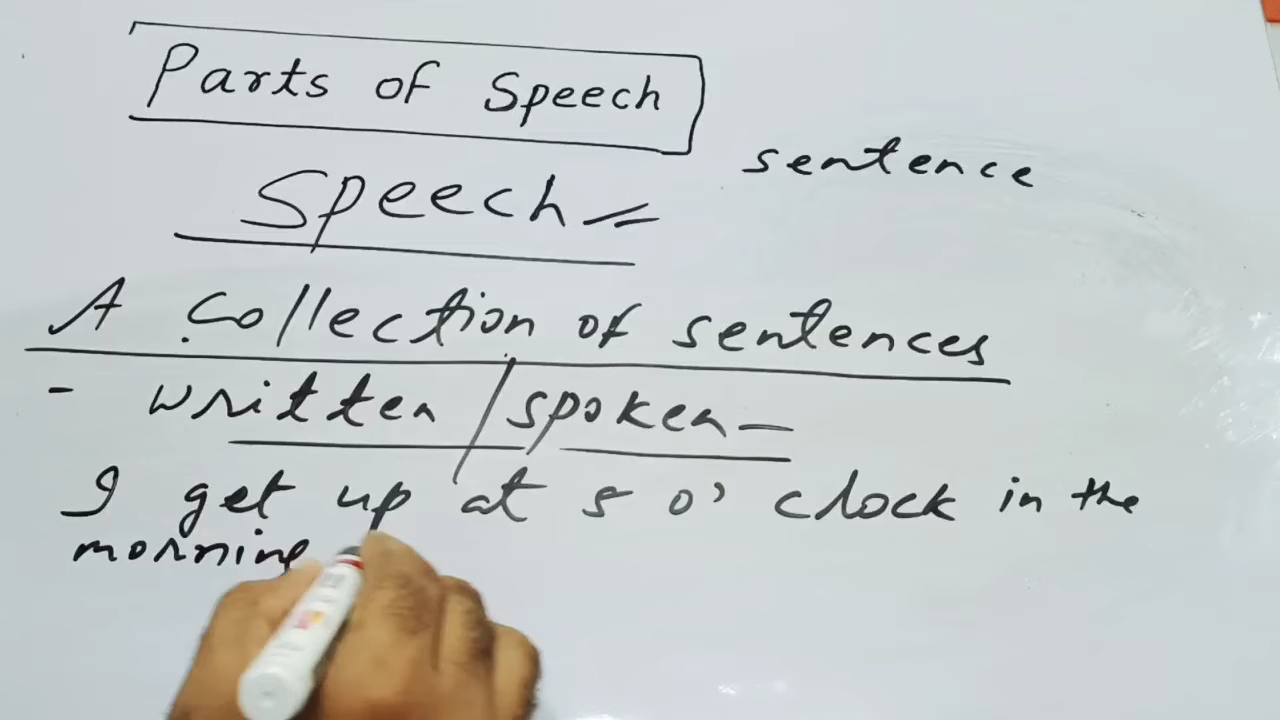 Parts of Speech
sentence
Speech =
A Collection of sentences
- written / spoken -
I get up at 5 o' clock in the
morning